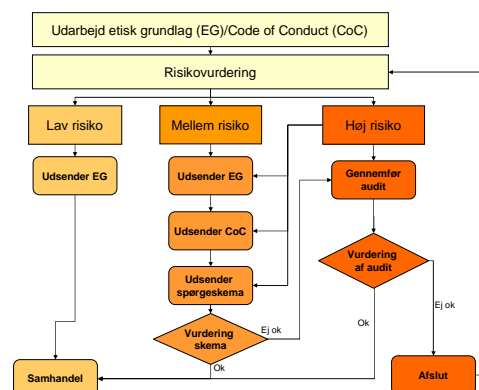 Udarbejd etisk grundlag (EG)/Code of Conduct (CoC)
Risikovurdering
Lav risiko
Mellem risiko
Høj risiko
Udsender EG
Udsender EG
Gennemfør
audit
Udsender CoC
Vurdering
af audit
Udsender
spørgeskema
Ej ok
Ok
Vurdering
skema
Ej ok
Ok
Samhandel
Afslut